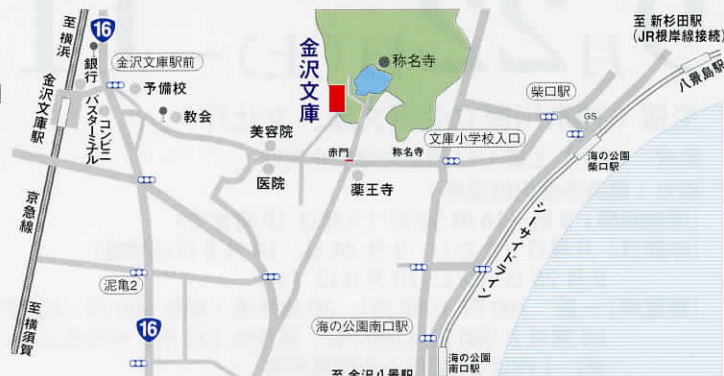 至 横浜
16
金沢文庫駅前
銀行
バスターミナル
コンビニ
予備校
教会
金沢文庫駅
京急線
至 横須賀
泥亀2
16
美容院
医院
金沢文庫
称名寺
赤門
称名寺
薬王寺
文庫小学校入口
柴口駅
GS
至 新杉田駅
(JR根岸線接続)
八景島駅
海の公園
柴口駅
シーサイドライン
海の公園南口駅
海の公園
南口駅
至 金沢八景駅